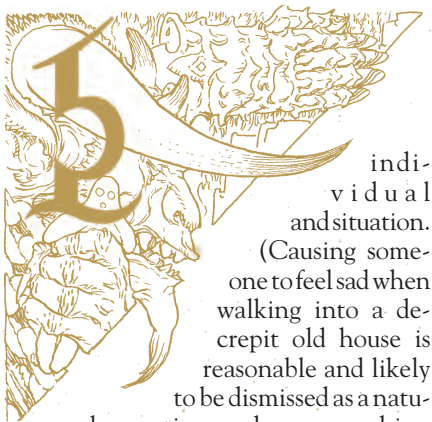 indi-
vidual
and situation.
(Causing some-
one to feel sad when
walking into a de-
crepit old house is
reasonable and likely
to be dismissed as a natu-